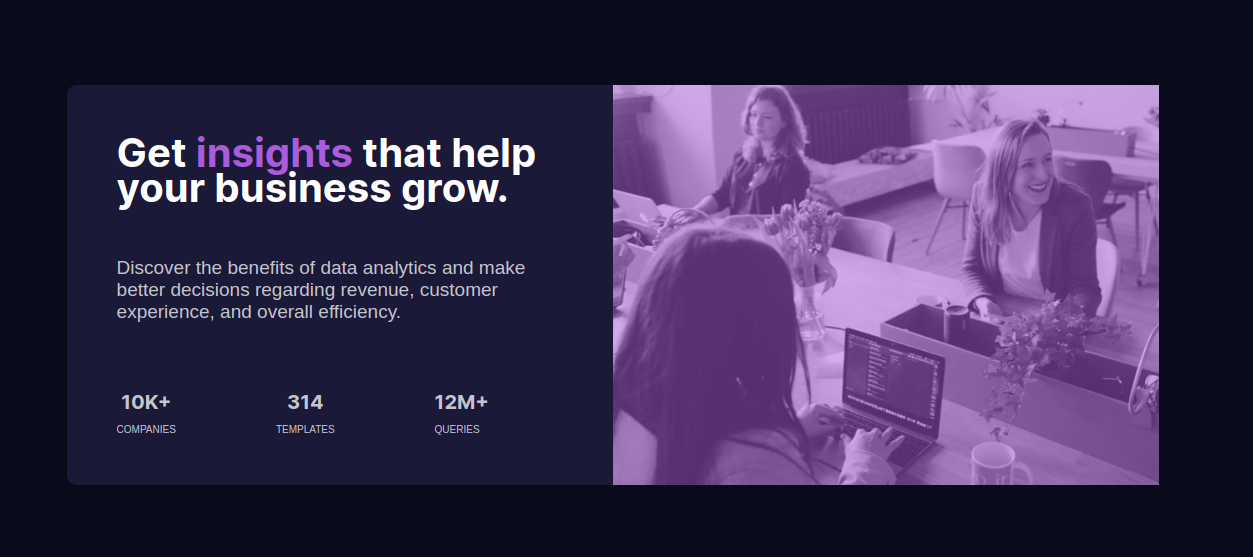 Get insights that help
your business grow.
Discover the benefits of data analytics and make
better decisions regarding revenue, customer
experience, and overall efficiency.
10K+ 314 12M+
COMPANIES TEMPLATES QUERIES